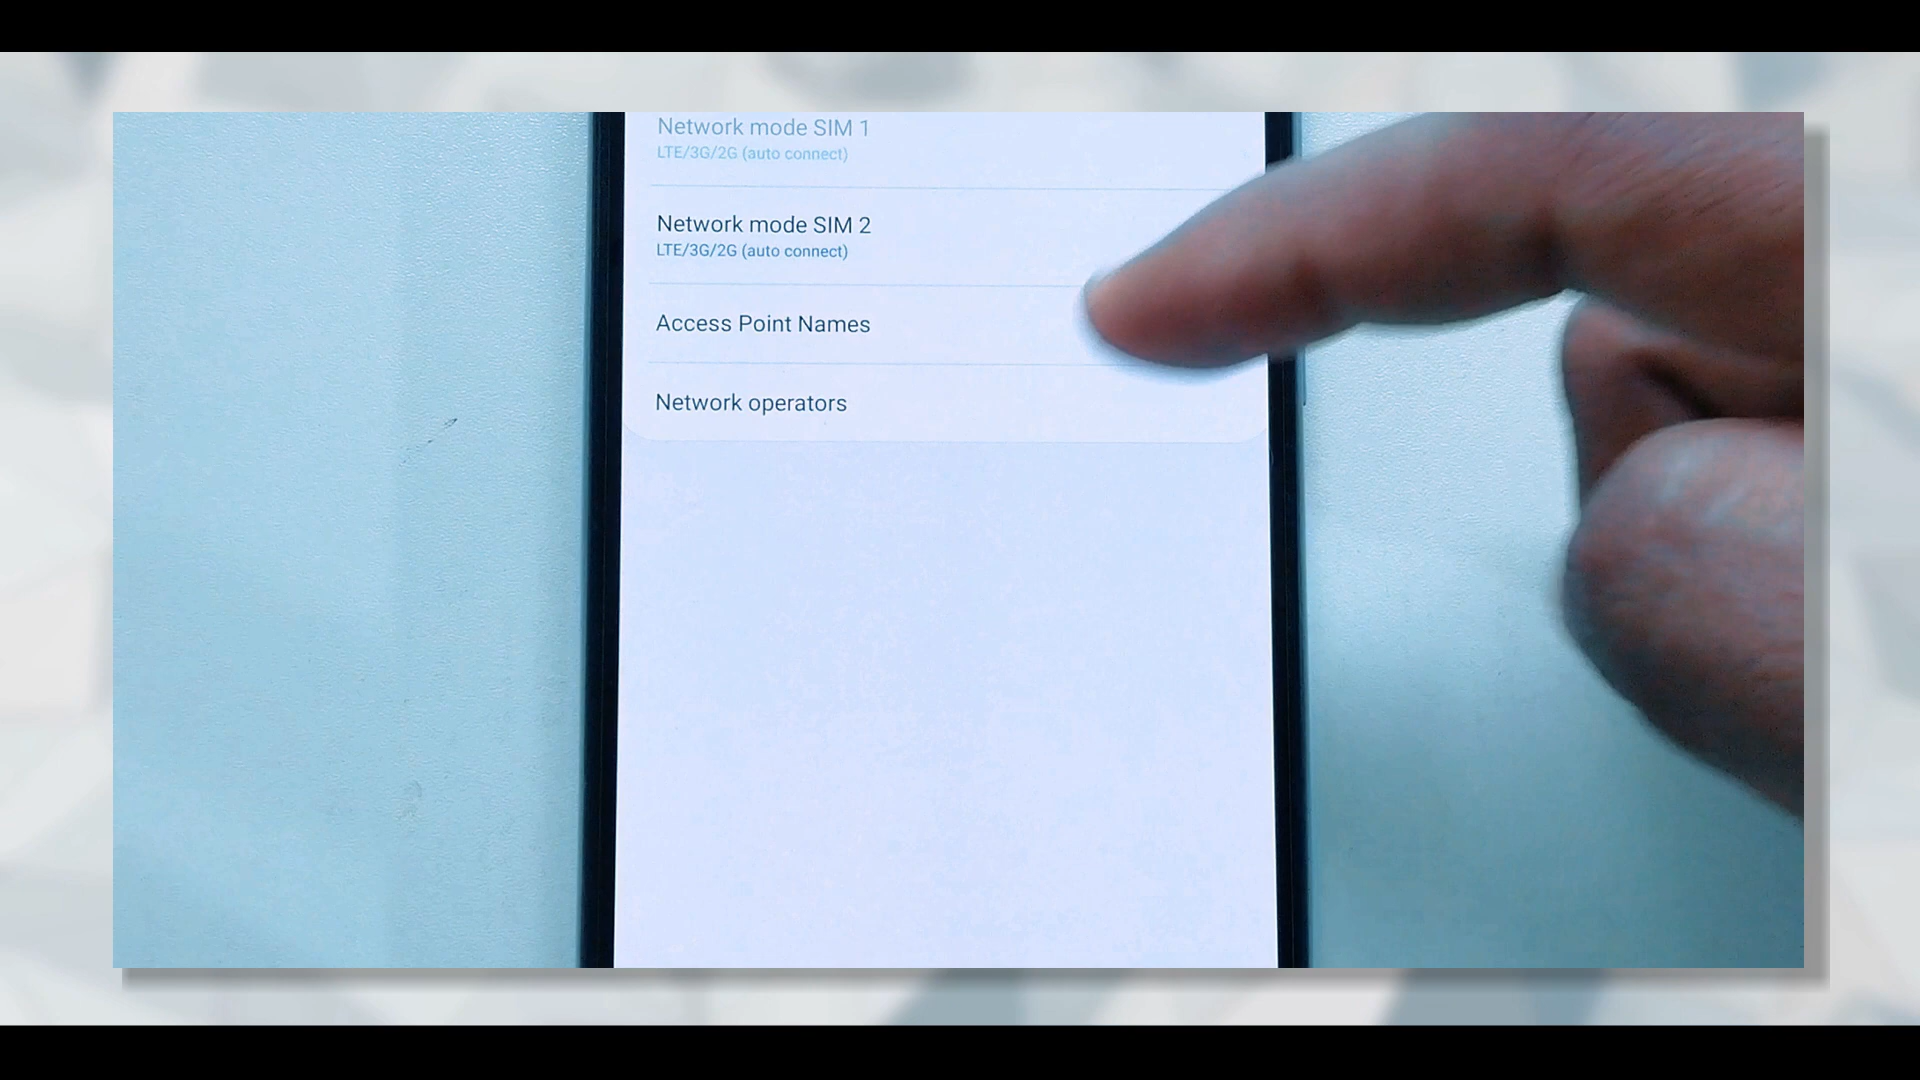 Network mode SIM 1
LTE/3G/2G (auto connect)
Network mode SIM 2
LTE/3G/2G (auto connect)
Access Point Names
Network operators